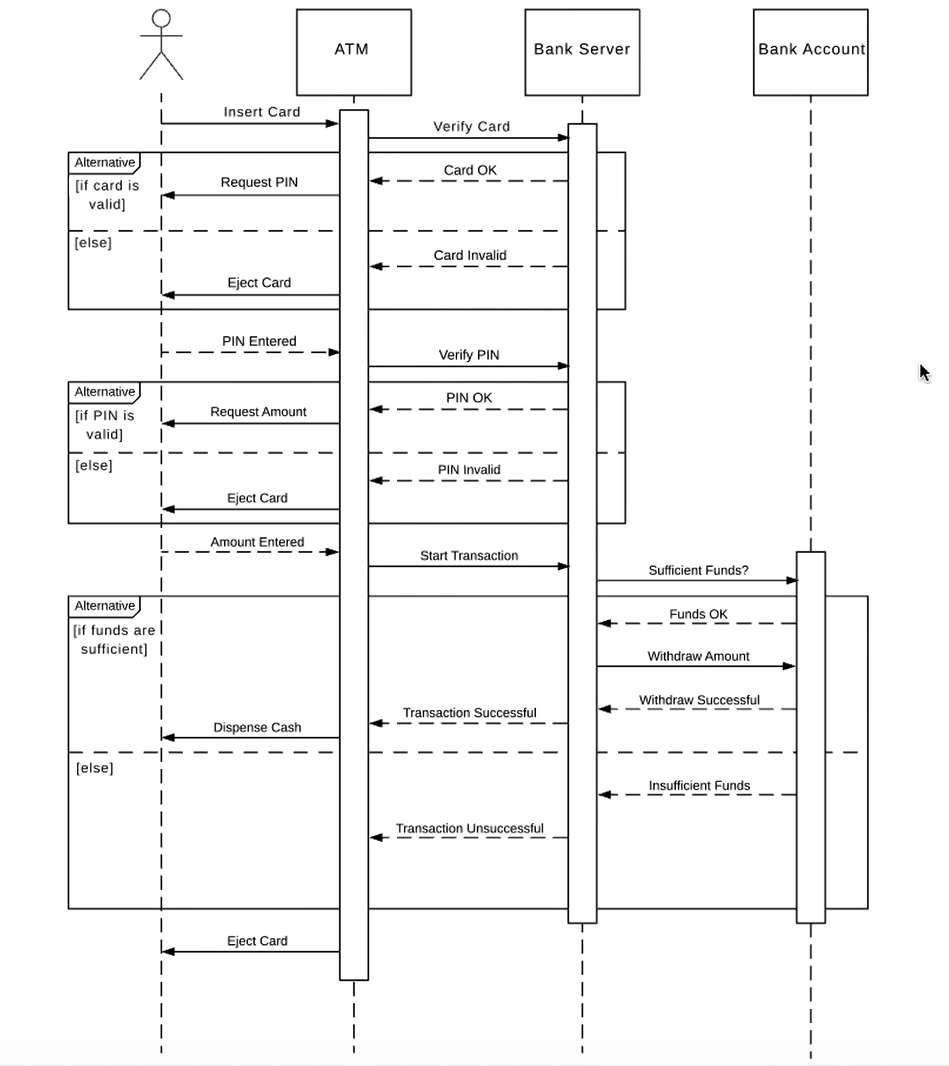 ATM
Bank Server
Bank Account
Insert Card
Verify Card
Alternative
Card OK
[if card is
valid]
Request PIN
[else]
Card Invalid
Eject Card
PIN Entered
Verify PIN
Alternative
PIN OK
[if PIN is
valid]
Request Amount
[else]
PIN Invalid
Eject Card
Amount Entered
Start Transaction
Sufficient Funds?
Alternative
Funds OK
[if funds are
sufficient]
Withdraw Amount
Withdraw Successful
Transaction Successful
Dispense Cash
[else]
Insufficient Funds
Transaction Unsuccessful
Eject Card